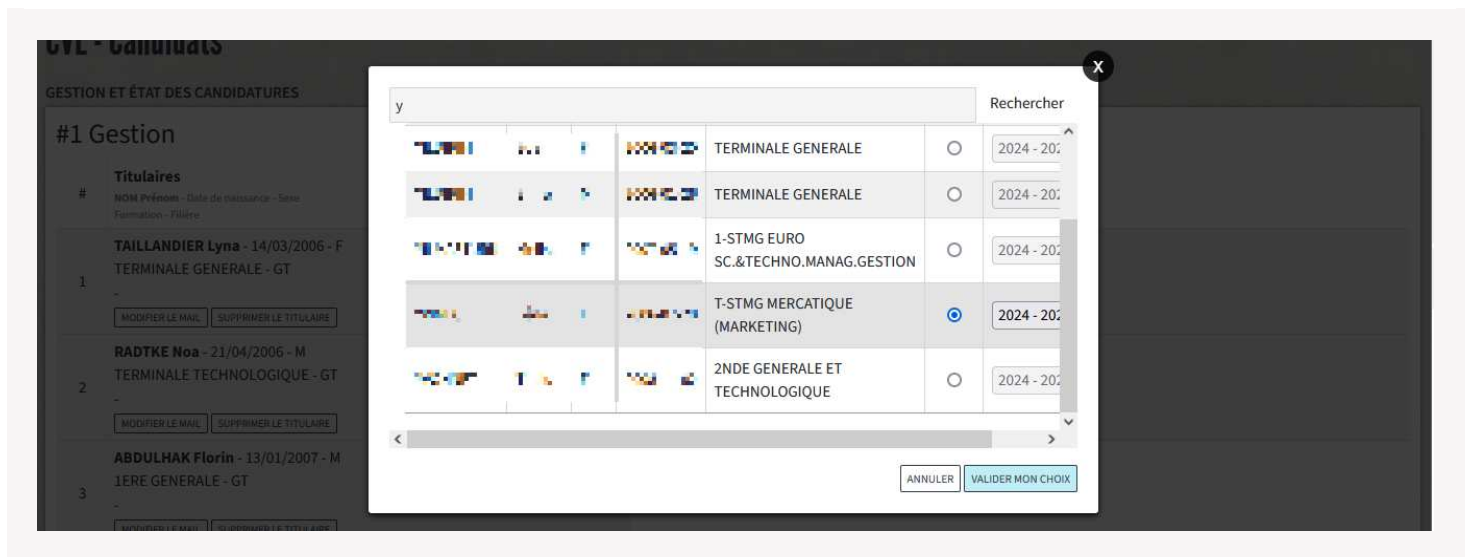 CVL - Candidats
GESTION ET ÉTAT DES CANDIDATURES
#1 Gestion
# Titulaires
NOM Prénom - Date de naissance - Sexe
Formation - Filière
1
TAILLANDIER Lyna - 14/03/2006 - F
TERMINALE GENERALE - GT
-
MODIFIER LE MAIL SUPPRIMER LE TITULAIRE
2
RADTKE Noa - 21/04/2006 - M
TERMINALE TECHNOLOGIQUE - GT
-
MODIFIER LE MAIL SUPPRIMER LE TITULAIRE
3
ABDULHAK Florin - 13/01/2007 - M
1ERE GENERALE - GT
-
MODIFIER LE MAIL SUPPRIMER LE TITULAIRE
X
y Rechercher
TERMINALE GENERALE 2024 - 202
TERMINALE GENERALE 2024 - 202
1-STMG EURO
SC.&TECHNO.MANAG.GESTION 2024 - 202
T-STMG MERCATIQUE
(MARKETING) 2024 - 202
2NDE GENERALE ET
TECHNOLOGIQUE 2024 - 202
ANNULER VALIDER MON CHOIX